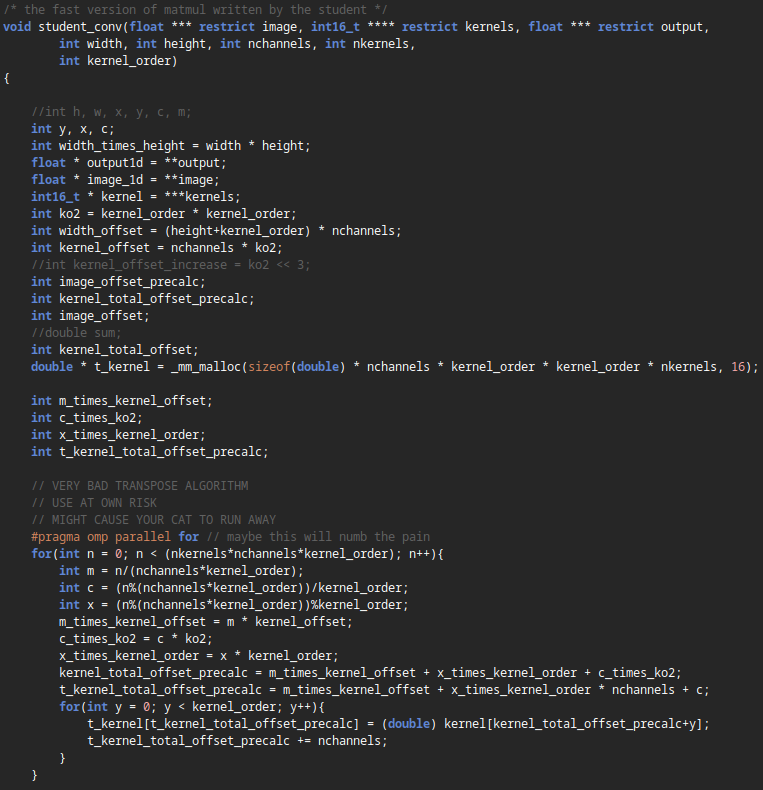 /* the fast version of matmul written by the student */
void student_conv(float *** restrict image, int16_t **** restrict kernels, float *** restrict output,
        int width, int height, int nchannels, int nkernels,
        int kernel_order)
{
    //int h, w, x, y, c, m;
    int y, x, c;
    int width_times_height = width * height;
    float * output1d = **output;
    float * image_1d = **image;
    int16_t * kernel = ***kernels;
    int ko2 = kernel_order * kernel_order;
    int width_offset = (height+kernel_order) * nchannels;
    int kernel_offset = nchannels * ko2;
    //int kernel_offset_increase = ko2 << 3;
    int image_offset_precalc;
    int kernel_total_offset_precalc;
    int image_offset;
    //double sum;
    int kernel_total_offset;
    double * t_kernel = _mm_malloc(sizeof(double) * nchannels * kernel_order * kernel_order * nkernels, 16);
    int m_times_kernel_offset;
    int c_times_ko2;
    int x_times_kernel_order;
    int t_kernel_total_offset_precalc;
    // VERY BAD TRANSPOSE ALGORITHM
    // USE AT OWN RISK
    // MIGHT CAUSE YOUR CAT TO RUN AWAY
    #pragma omp parallel for // maybe this will numb the pain
    for(int n = 0; n < (nkernels*nchannels*kernel_order); n++){
        int m = n/(nchannels*kernel_order);
        int c = (n%(nchannels*kernel_order))/kernel_order;
        int x = (n%(nchannels*kernel_order))%kernel_order;
        m_times_kernel_offset = m * kernel_offset;
        c_times_ko2 = c * ko2;
        x_times_kernel_order = x * kernel_order;
        kernel_total_offset_precalc = m_times_kernel_offset + x_times_kernel_order + c_times_ko2;
        t_kernel_total_offset_precalc = m_times_kernel_offset + x_times_kernel_order * nchannels + c;
        for(int y = 0; y < kernel_order; y++){
            t_kernel[t_kernel_total_offset_precalc] = (double) kernel[kernel_total_offset_precalc+y];
            t_kernel_total_offset_precalc += nchannels;
        }
    }